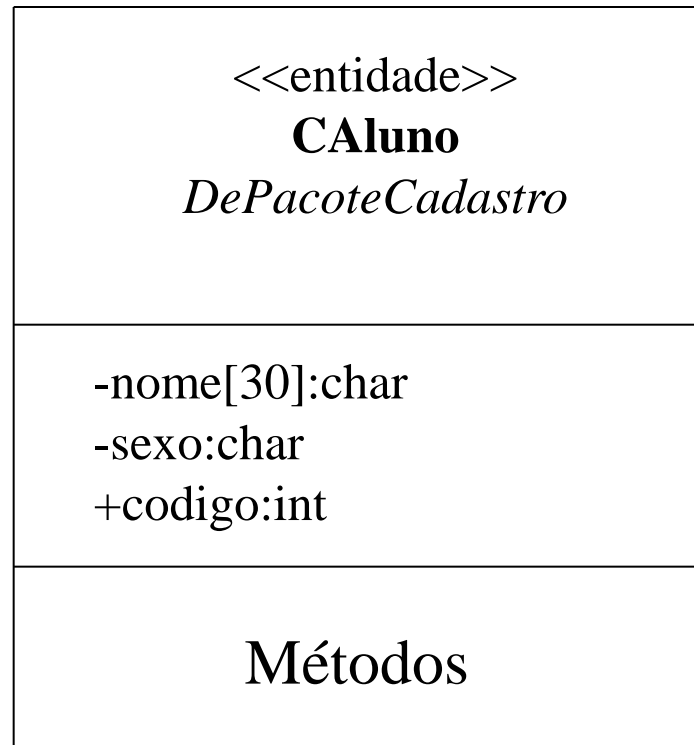 <<entidade>>
CAluno
DePacoteCadastro
-nome[30]:char
-sexo:char
+codigo:int
Métodos